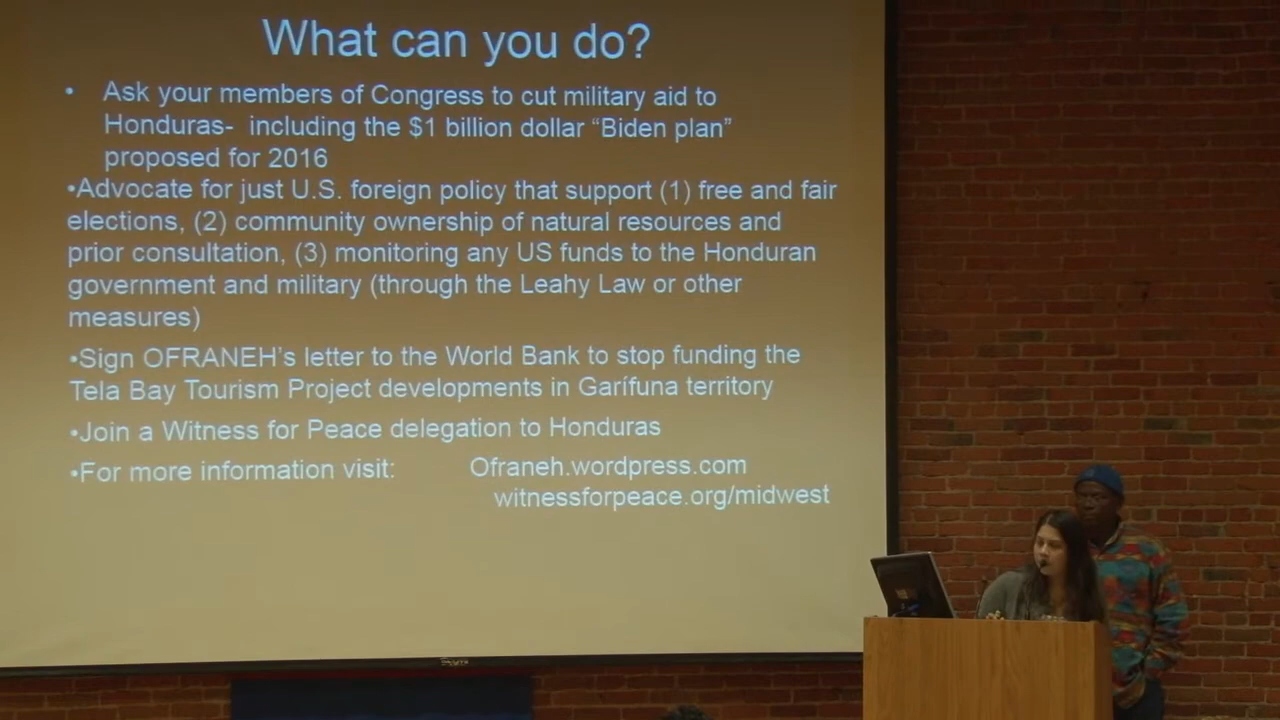 What can you do?
• Ask your members of Congress to cut military aid to
Honduras- including the $1 billion dollar “Biden plan”
proposed for 2016
•Advocate for just U.S. foreign policy that support (1) free and fair
elections, (2) community ownership of natural resources and
prior consultation, (3) monitoring any US funds to the Honduran
government and military (through the Leahy Law or other
measures)
•Sign OFRANEH’s letter to the World Bank to stop funding the
Tela Bay Tourism Project developments in Garífuna territory
•Join a Witness for Peace delegation to Honduras
•For more information visit: Ofraneh.wordpress.com
witnessforpeace.org/midwest